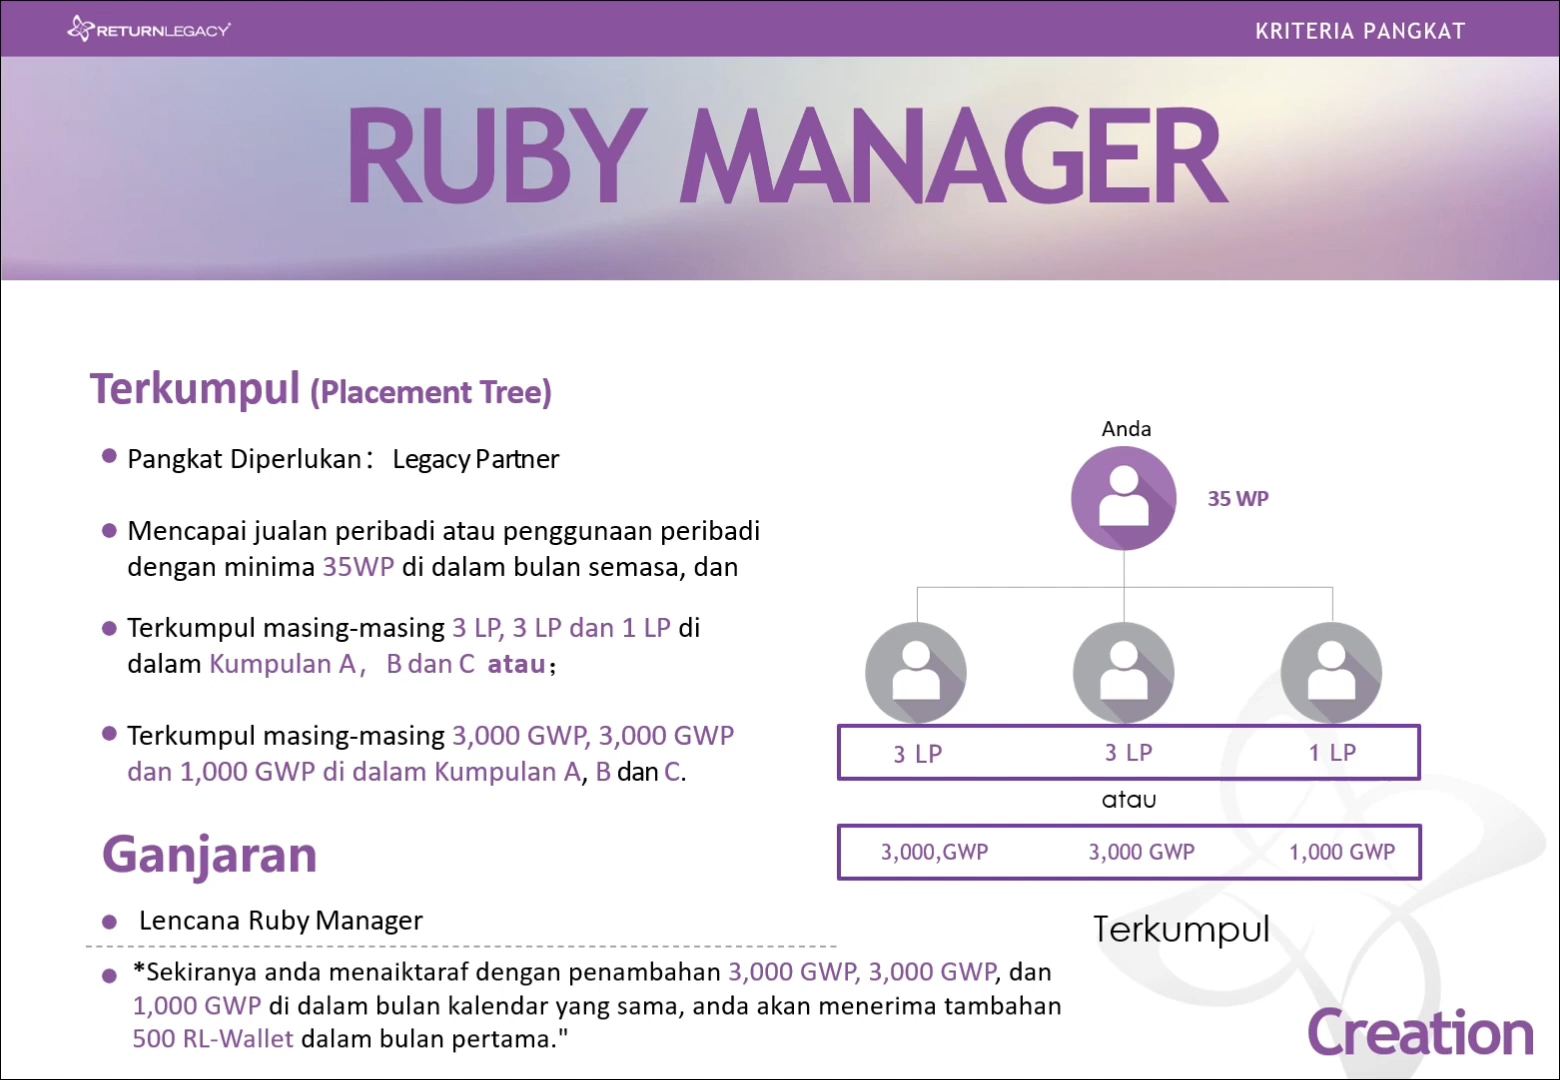 RETURNLEGACY
KRITERIA PANGKAT
RUBY MANAGER
Terkumpul (Placement Tree)
Pangkat Diperlukan： Legacy Partner
Mencapai jualan peribadi atau penggunaan peribadi
dengan minima 35WP di dalam bulan semasa, dan
Terkumpul masing-masing 3 LP, 3 LP dan 1 LP di
dalam Kumpulan A， B dan C atau；
Terkumpul masing-masing 3,000 GWP, 3,000 GWP
dan 1,000 GWP di dalam Kumpulan A, B dan C.
Ganjaran
Lencana Ruby Manager
*Sekiranya anda menaiktaraf dengan penambahan 3,000 GWP, 3,000 GWP, dan
1,000 GWP di dalam bulan kalendar yang sama, anda akan menerima tambahan
500 RL-Wallet dalam bulan pertama."
Anda
35 WP
3 LP 3 LP 1 LP
atau
3,000,GWP 3,000 GWP 1,000 GWP
Terkumpul
Creation